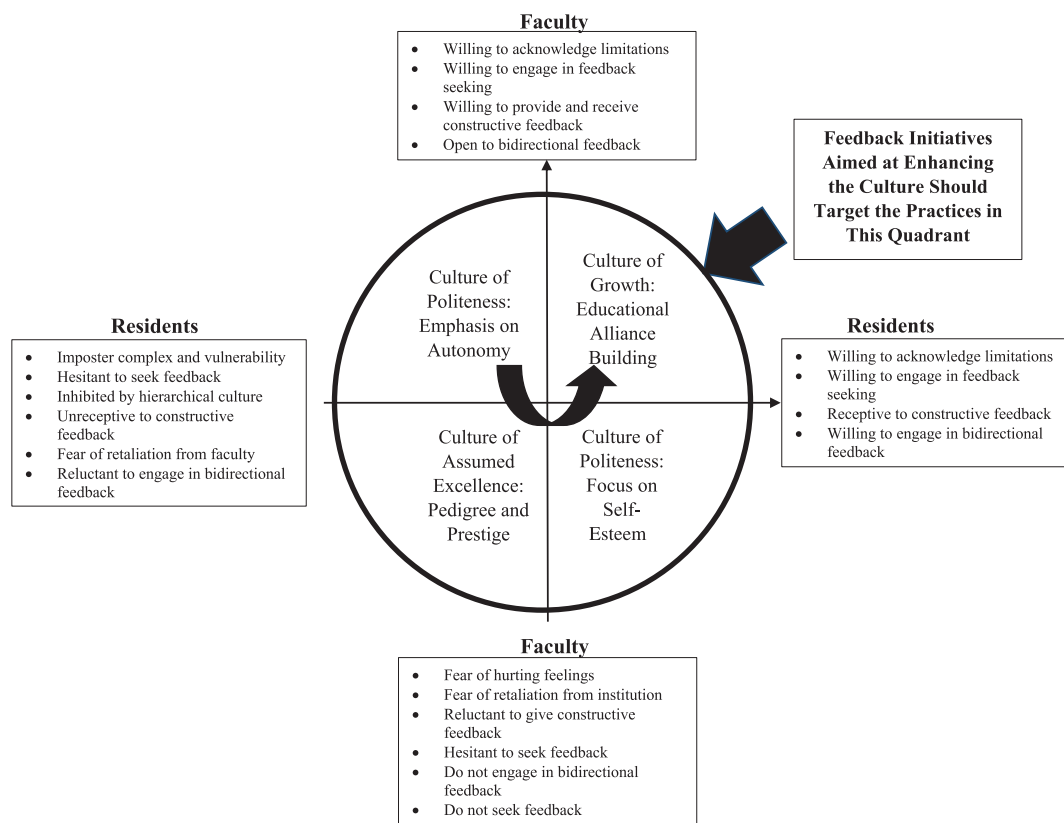 Faculty
• Willing to acknowledge limitations
• Willing to engage in feedback
seeking
• Willing to provide and receive
constructive feedback
• Open to bidirectional feedback
Feedback Initiatives
Aimed at Enhancing
the Culture Should
Target the Practices in
This Quadrant
Culture of
Politeness:
Emphasis on
Autonomy
Culture of
Growth:
Educational
Alliance
Building
Residents
• Imposter complex and vulnerability
• Hesitant to seek feedback
• Inhibited by hierarchical culture
• Unreceptive to constructive
feedback
• Fear of retaliation from faculty
• Reluctant to engage in bidirectional
feedback
Residents
• Willing to acknowledge limitations
• Willing to engage in feedback
seeking
• Receptive to constructive feedback
• Willing to engage in bidirectional
feedback
Culture of
Assumed
Excellence:
Pedigree and
Prestige
Culture of
Politeness:
Focus on
Self-
Esteem
Faculty
• Fear of hurting feelings
• Fear of retaliation from institution
• Reluctant to give constructive
feedback
• Hesitant to seek feedback
• Do not engage in bidirectional
feedback
• Do not seek feedback